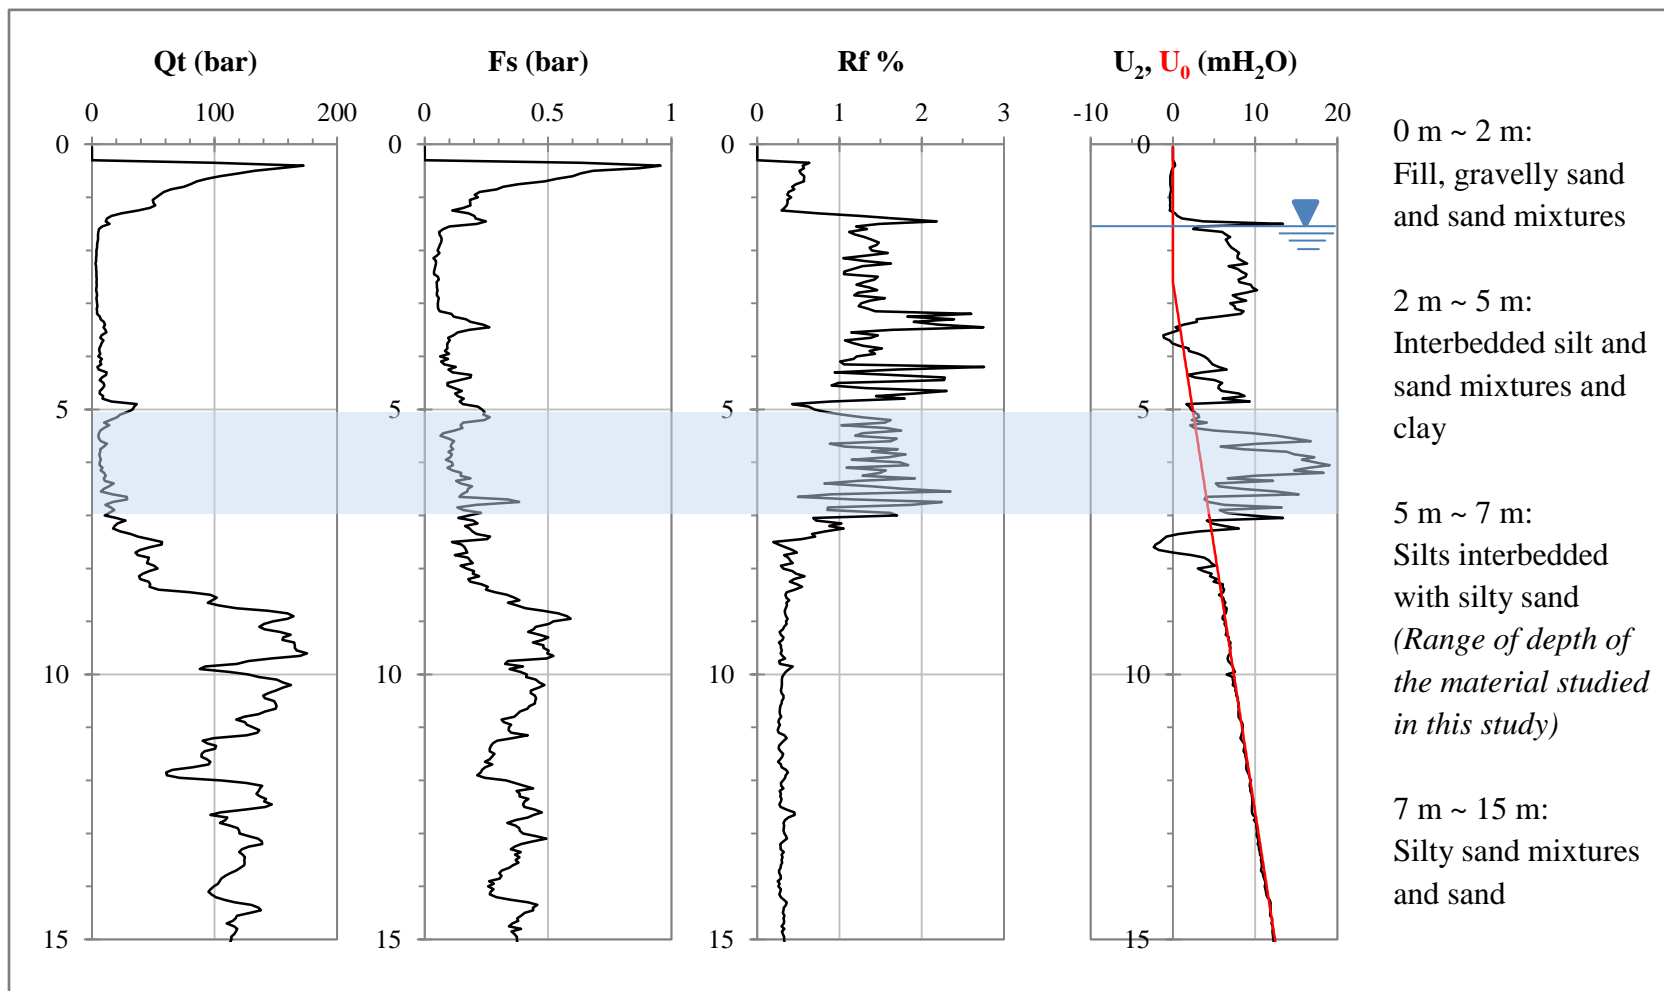 Qt (bar)
Fs (bar)
Rf %
U₂, U₀ (mH₂O)
0 100 200
0 0.5 1
0 1 2 3
-10 0 10 20
0
5
10
15
0
5
10
15
0
5
10
15
0
5
10
15
0 m ~ 2 m:
Fill, gravelly sand
and sand mixtures
2 m ~ 5 m:
Interbedded silt and
sand mixtures and
clay
5 m ~ 7 m:
Silts interbedded
with silty sand
(Range of depth of
the material studied
in this study)
7 m ~ 15 m:
Silty sand mixtures
and sand